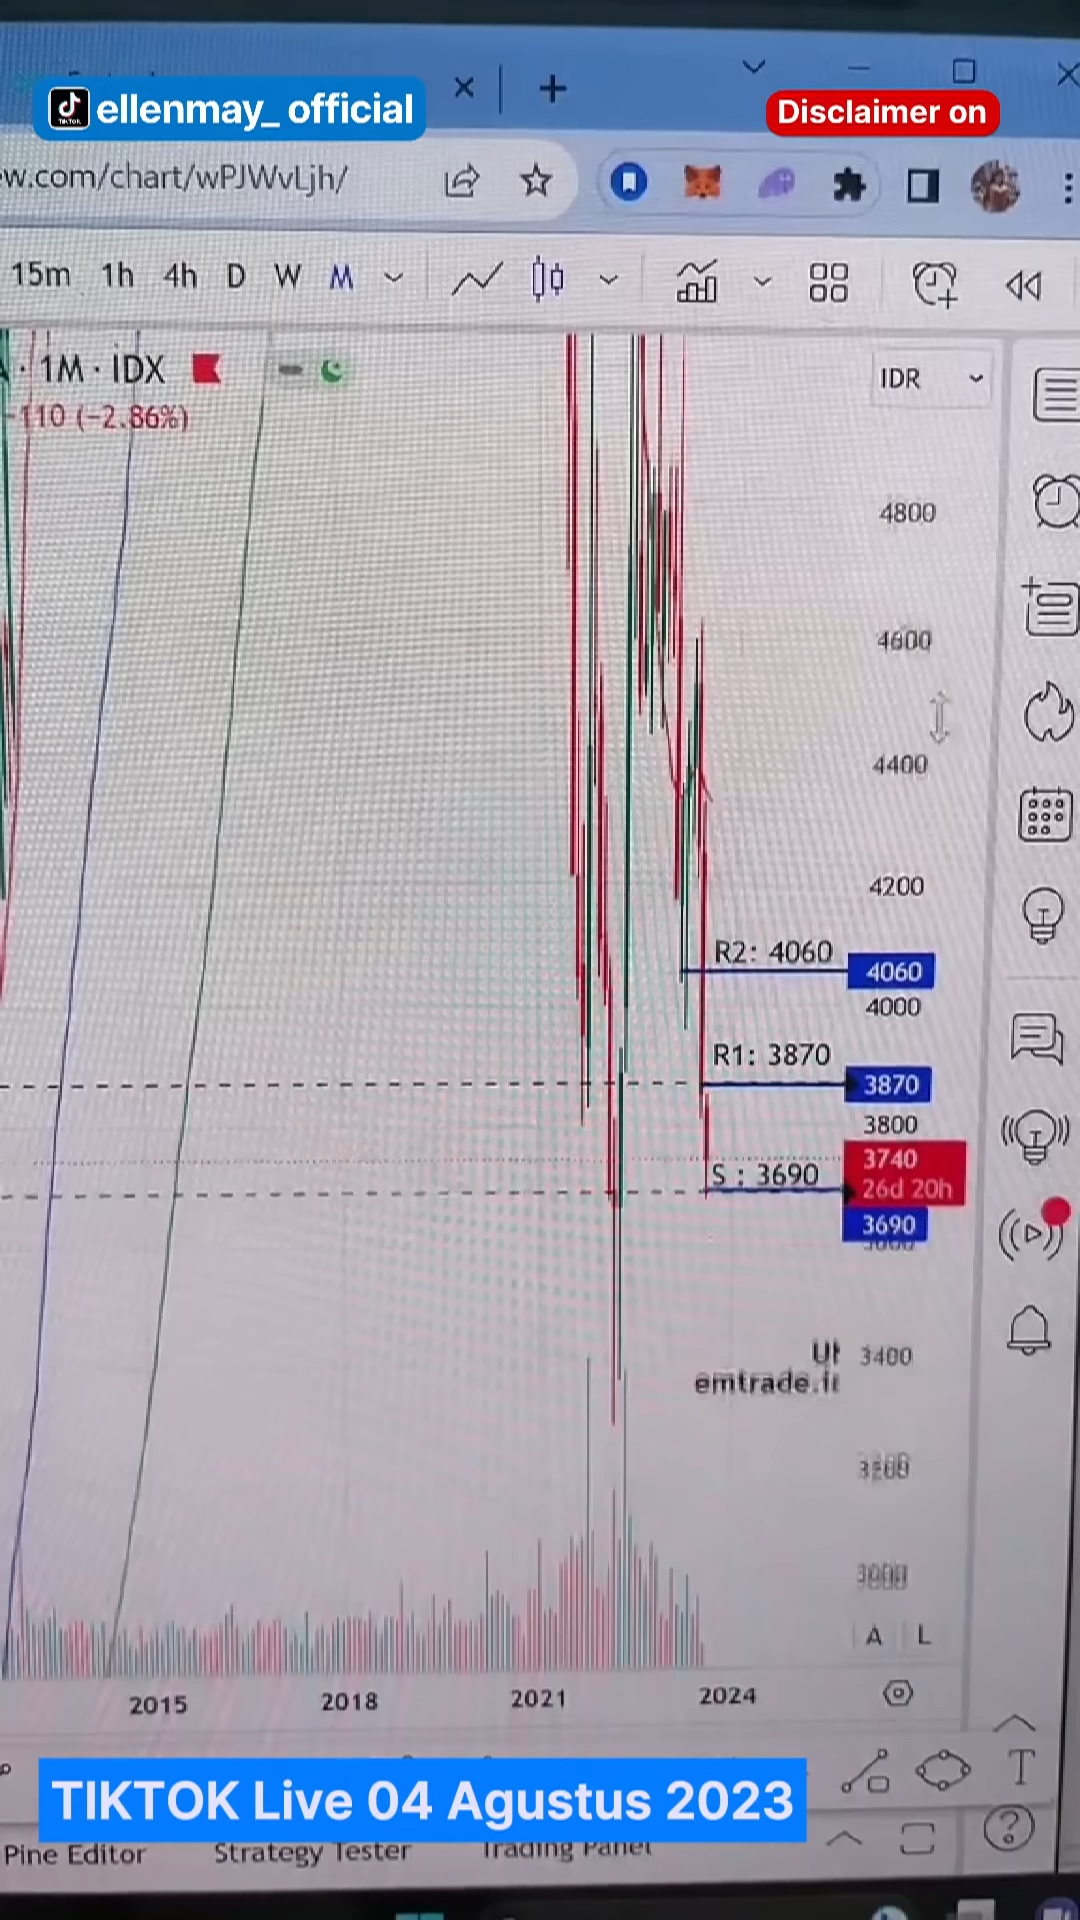 ellenmay_ official
Disclaimer on
w.com/chart/wPJWvLjh/
15m 1h 4h D W M
· 1M · IDX
-110 (-2.86%)
IDR
4800
4600
4400
4200
R2: 4060
4060
4000
R1: 3870
3870
3800
3740
S : 3690
26d 20h
3690
3400
emtrade.
A L
2015 2018 2021 2024
TIKTOK Live 04 Agustus 2023
T
Pine Editor Strategy Tester Trading Panel